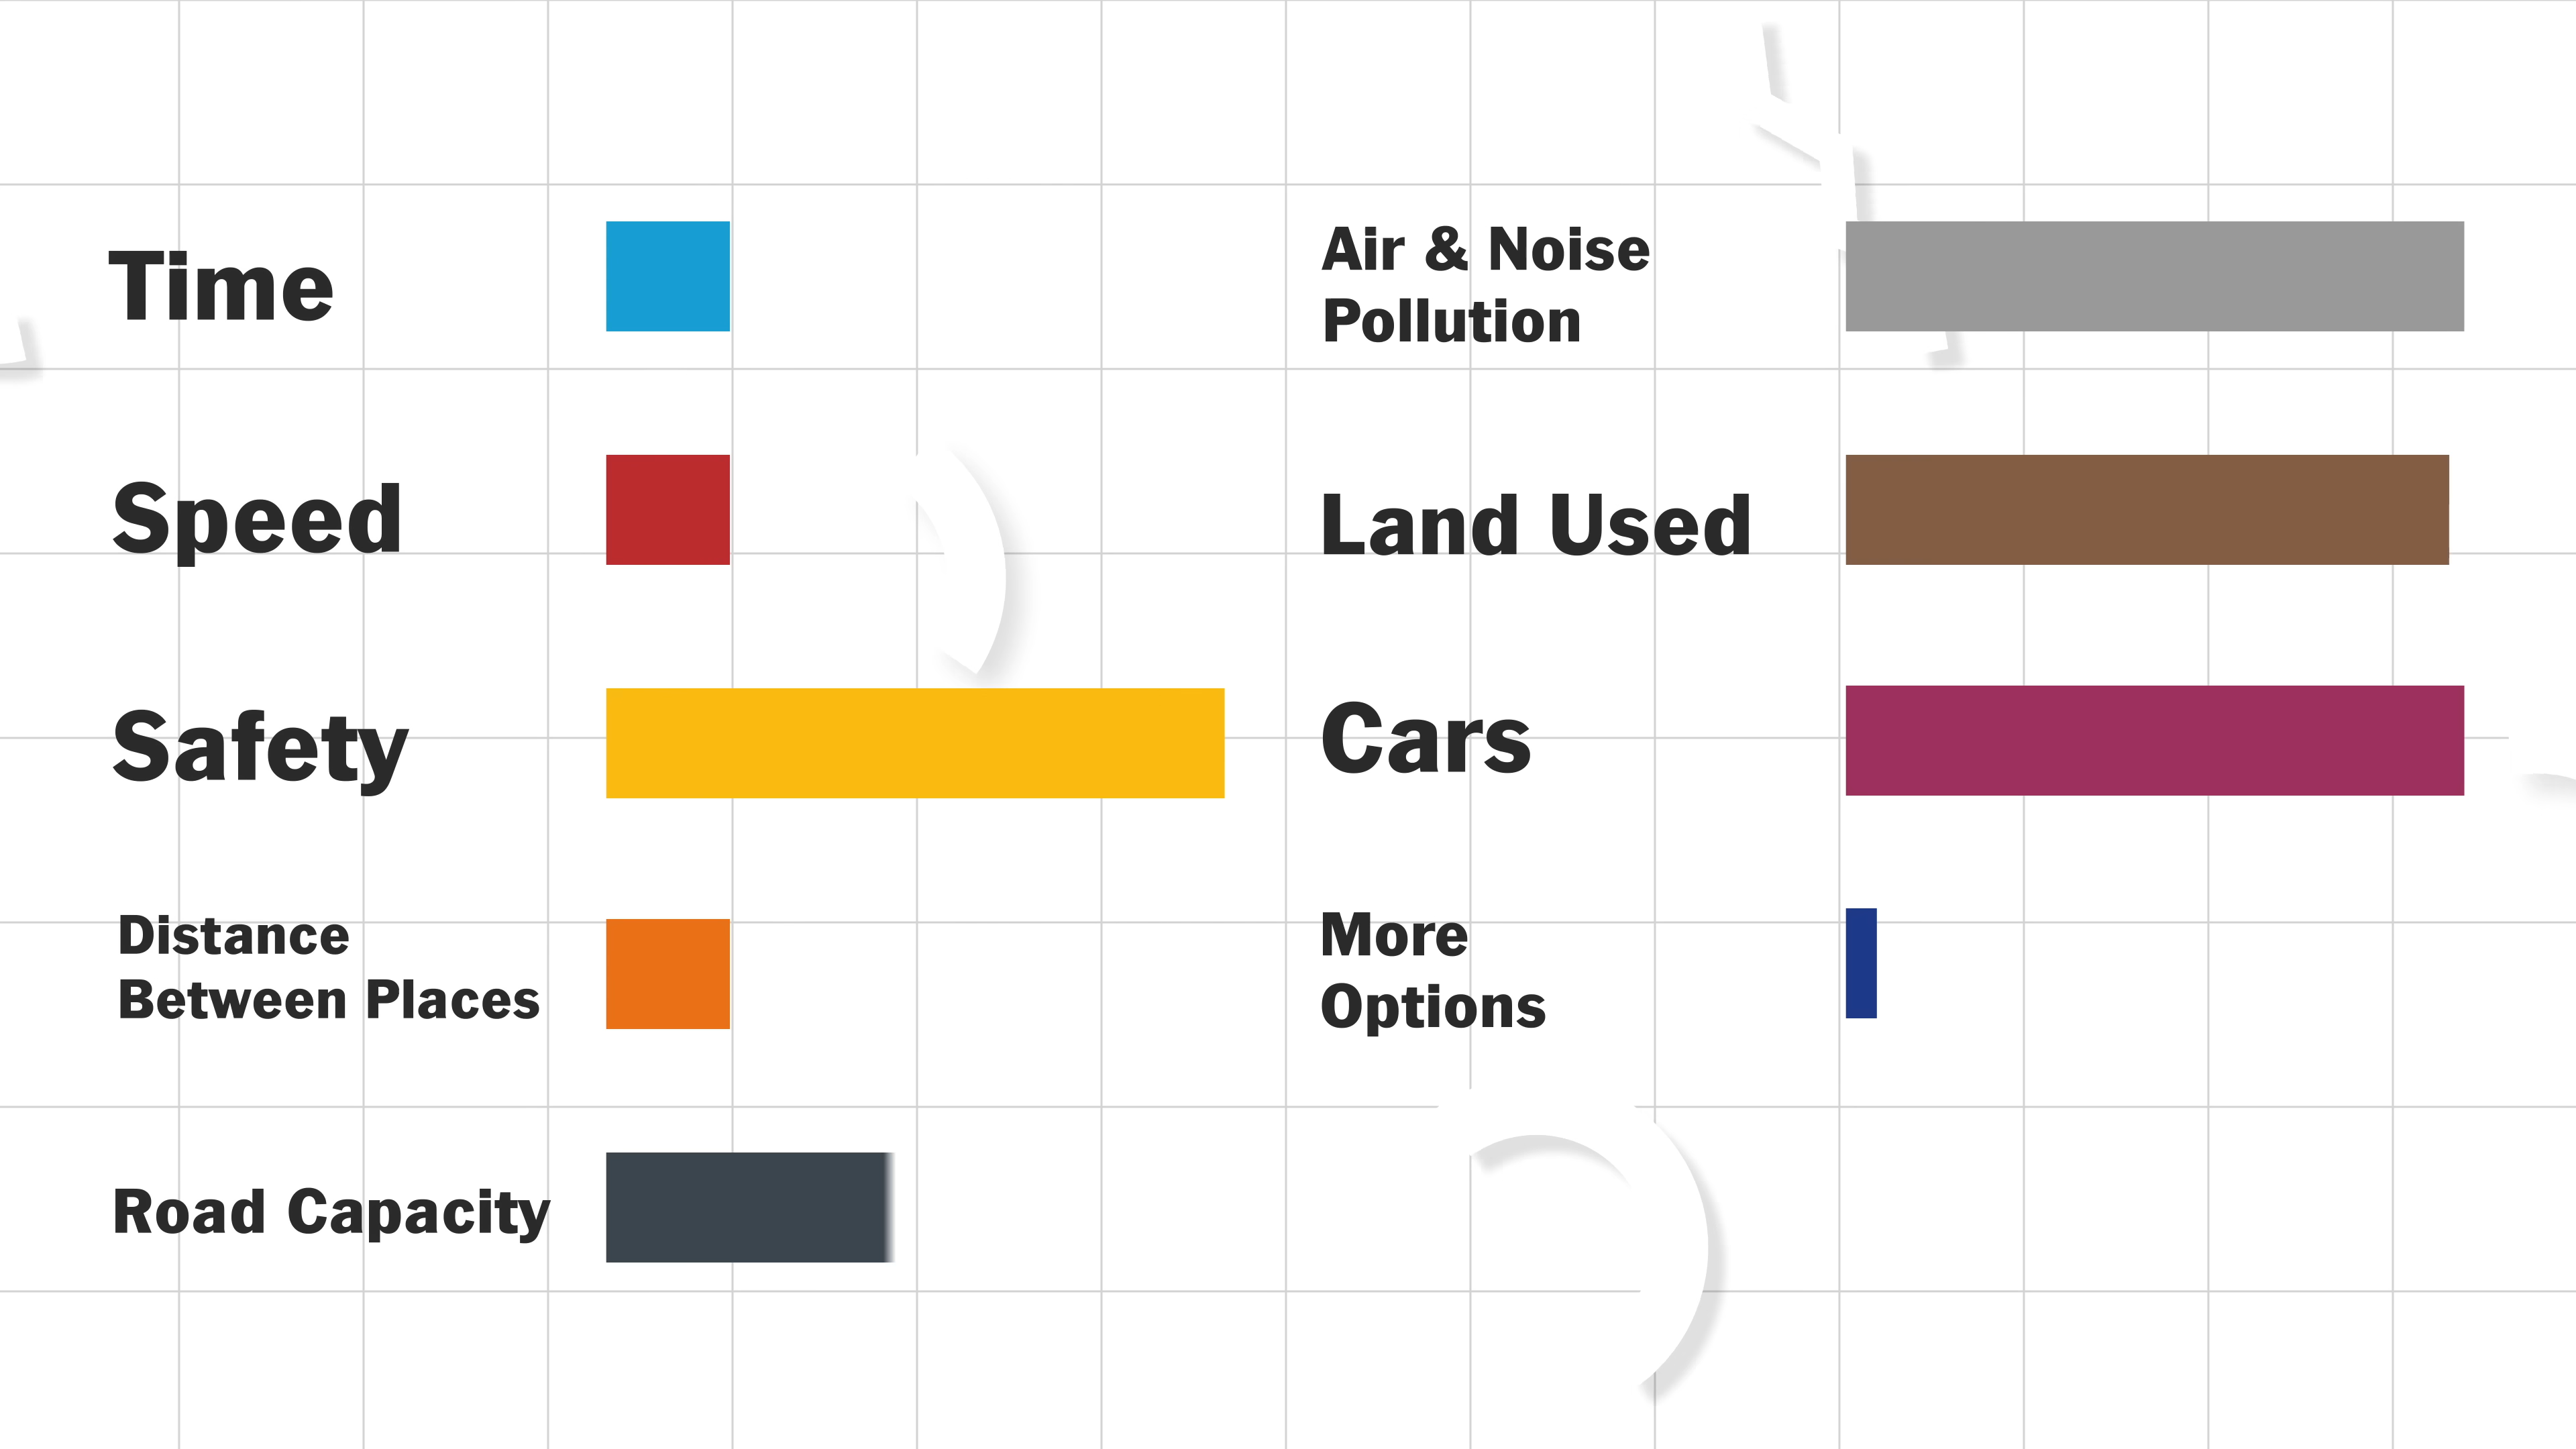 Time
Speed
Safety
Distance
Between Places
Road Capacity
Air & Noise
Pollution
Land Used
Cars
More
Options